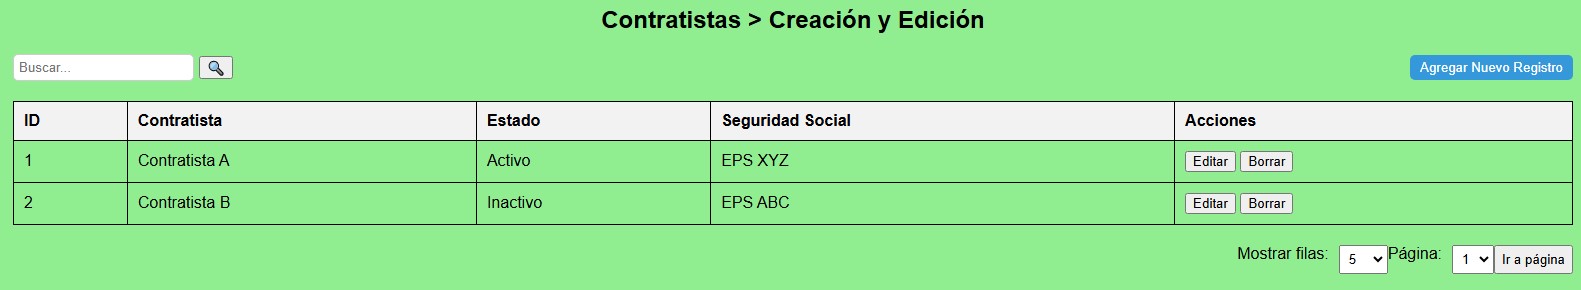 Contratistas > Creación y Edición
Buscar... 🔍 Agregar Nuevo Registro
ID Contratista Estado Seguridad Social Acciones
1 Contratista A Activo EPS XYZ Editar Borrar
2 Contratista B Inactivo EPS ABC Editar Borrar
Mostrar filas: 5 Página: 1 Ir a página